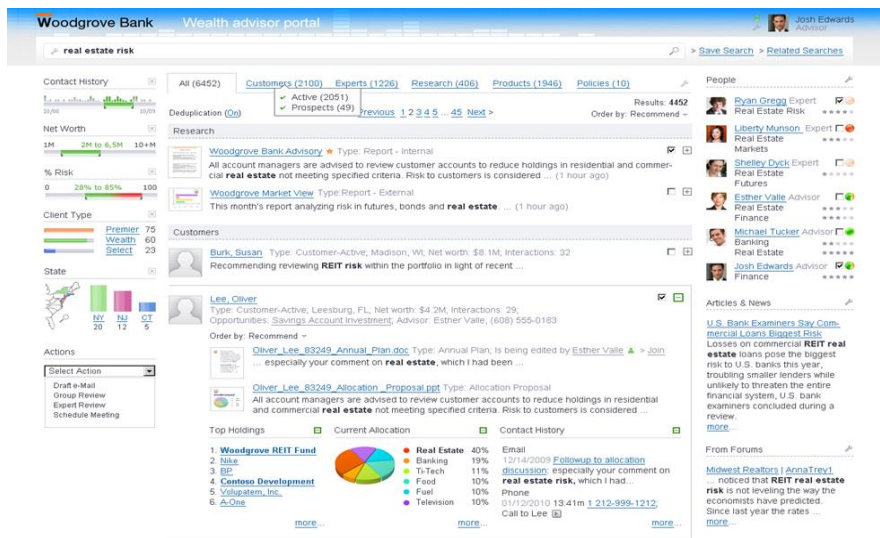 Woodgrove Bank
Wealth advisor portal
Josh Edwards
Advisor
real estate risk
> Save Search > Related Searches
Contact History
10/08 10/09
Net Worth
1M 2M to 6,5M 10+M
% Risk
0 28% to 85% 100
Client Type
Premier 75
Wealth 60
Select 23
State
NY NJ CT
20 12 5
Actions
Select Action
Draft e-Mail
Group Review
Expert Review
Schedule Meeting
All (6452) Customers (2100) Experts (1226) Research (406) Products (1946) Policies (10)
Active (2051)
Prospects (49)
Results: 4452
Deduplication (On) Previous 1 2 3 4 5 ... 45 Next > Order by: Recommend
Research
Woodgrove Bank Advisory Type: Report - Internal
All account managers are advised to review customer accounts to reduce holdings in residential and commer-
cial real estate not meeting specified criteria. Risk to customers is considered ... (1 hour ago)
Woodgrove Market View Type:Report - External
This month's report analyzing risk in futures, bonds and real estate. ... (1 hour ago)
Customers
Burk, Susan Type: Customer-Active; Madison, WI; Net worth: $8.1M; Interactions: 32
Recommending reviewing REIT risk within the portfolio in light of recent ...
Lee, Oliver
Type: Customer-Active; Leesburg, FL; Net worth: $4.2M, Interactions: 29,
Opportunities: Savings Account Investment; Advisor: Esther Valle, (608) 555-0183
Order by: Recommend
Oliver_Lee_83249_Annual_Plan.doc Type: Annual Plan; Is being edited by Esther Valle > Join
... especially your comment on real estate, which I had been ...
Oliver_Lee_83249_Allocation _Proposal.ppt Type: Allocation Proposal
All account managers are advised to review customer accounts to reduce holdings in residential
and commercial real estate not meeting specified criteria. Risk to customers is considered ...
Top Holdings
1. Woodgrove REIT Fund
2. Nike
3. BP
4. Contoso Development
5. Volupatem, Inc.
6. A-One
more...
Current Allocation
Real Estate 40%
Banking 19%
Ti-Tech 11%
Food 10%
Fuel 10%
Television 10%
more...
Contact History
Email
12/14/2009 Followup to allocation
discussion: especially your comment on
real estate risk, which I had...
Phone
01/12/2010 13:41m 1 212-999-1212;
Call to Lee
more...
People
Ryan Gregg Expert
Real Estate Risk
Liberty Munson Expert
Real Estate
Markets
Shelley Dyck Expert
Real Estate
Futures
Esther Valle Advisor
Real Estate
Finance
Michael Tucker Advisor
Banking
Real Estate
Josh Edwards Advisor
Finance
Articles & News
U.S. Bank Examiners Say Com-
mercial Loans Biggest Risk
Losses on commercial REIT real
estate loans pose the biggest
risk to U.S. banks this year,
troubling smaller lenders while
unlikely to threaten the entire
financial system, U.S. bank
examiners concluded during a
review.
more...
From Forums
Midwest Realtors | AnnaTrey1
... noticed that REIT real estate
risk is not leveling the way the
economists have predicted.
Since last year the rates ...
more...